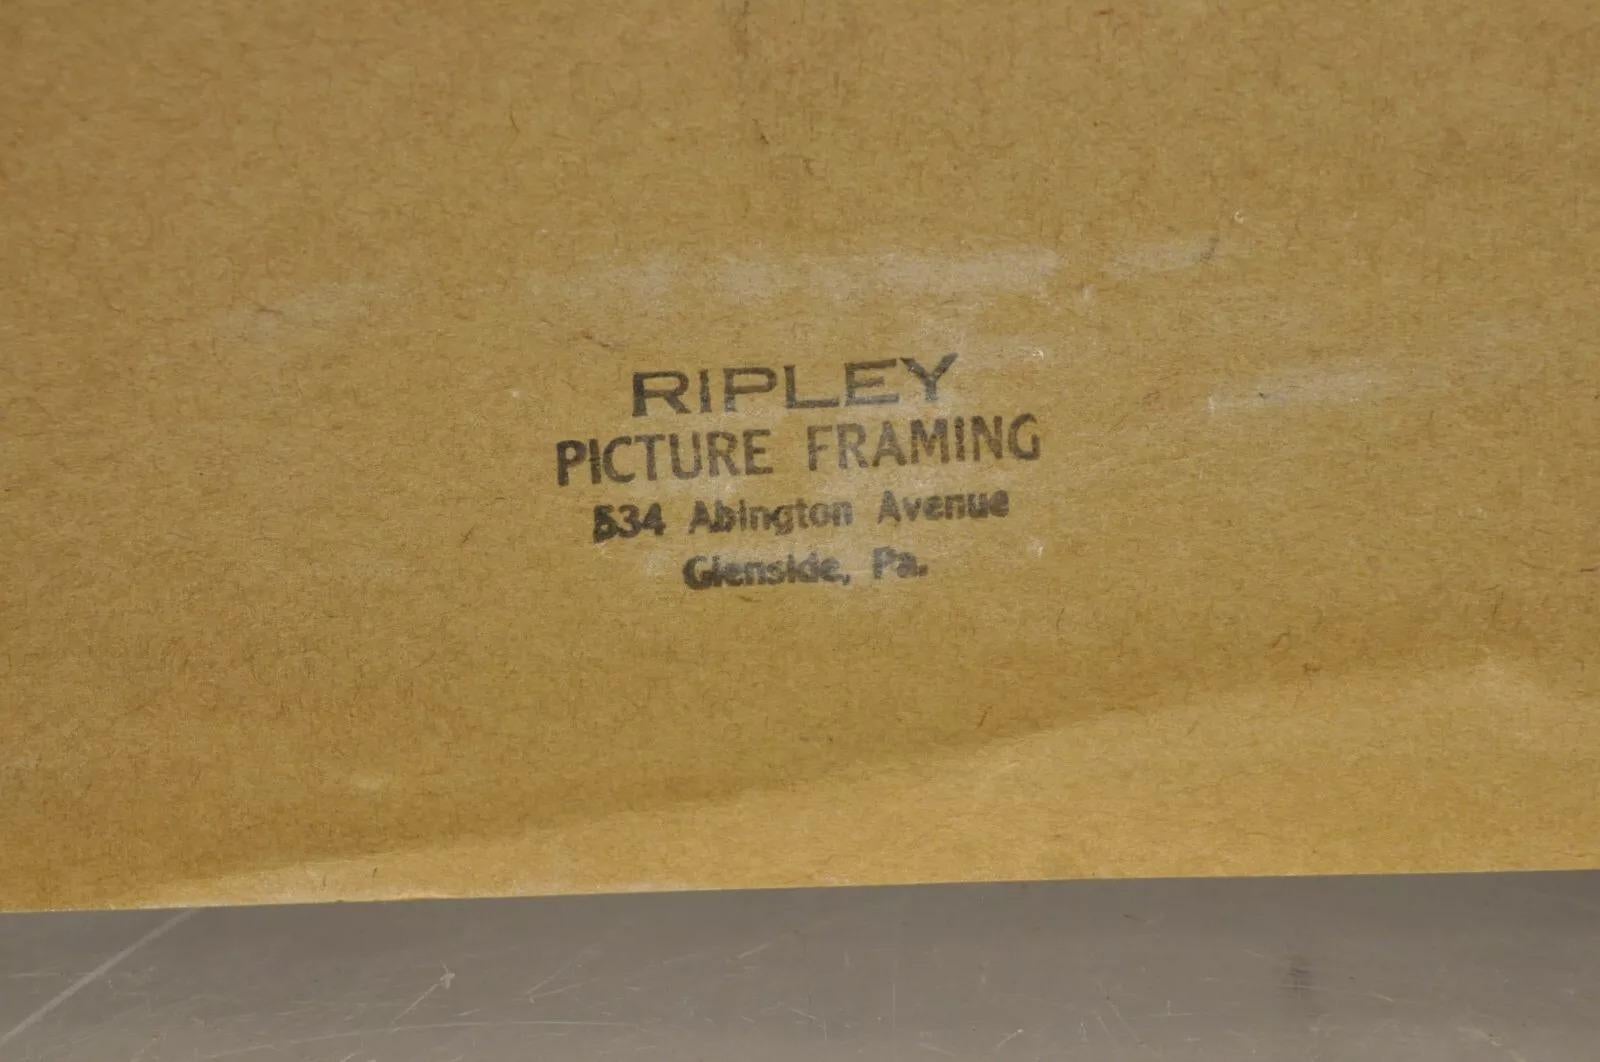 RIPLEY
PICTURE FRAMING
534 Abington Avenue
Glenside, Pa.